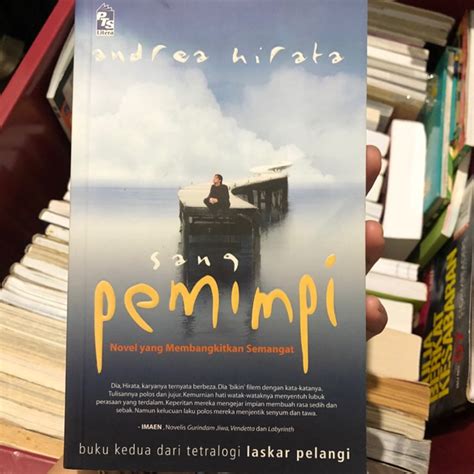 PTS
Litera
andrea hirata
sang
pemimpi
Novel yang Membangkitkan Semangat
Dia, Hirata, karyanya ternyata berbeza. Dia 'bikin' filem dengan kata-katanya.
Tulisannya polos dan jujur. Kemurnian hati watak-wataknya menyentuh lubuk
perasaan yang terdalam. Keperitan mereka mengejar impian membuah rasa sedih dan
sebak. Namun kelucuan laku polos mereka menjentik senyum dan tawa.
- IMAEN, Novelis Gurindam Jiwa, Vendetta dan Labyrinth
buku kedua dari tetralogi laskar pelangi